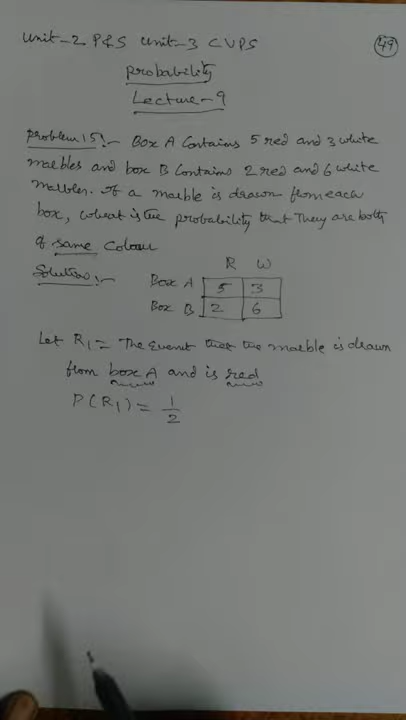 Unit-2 P&S Unit-3 CVPS
49
Probability
Lecture-9
Problem 15:- Box A Contains 5 red and 3 white
marbles and box B Contains 2 red and 6 white
Marbles. If a marble is drawn from each
box, what is the probability that They are both
of same Colour
Solution:-
R W
Box A 5 3
Box B 2 6
Let R1 = The Event that the marble is drawn
from box A and is red
P(R1) = 1/2